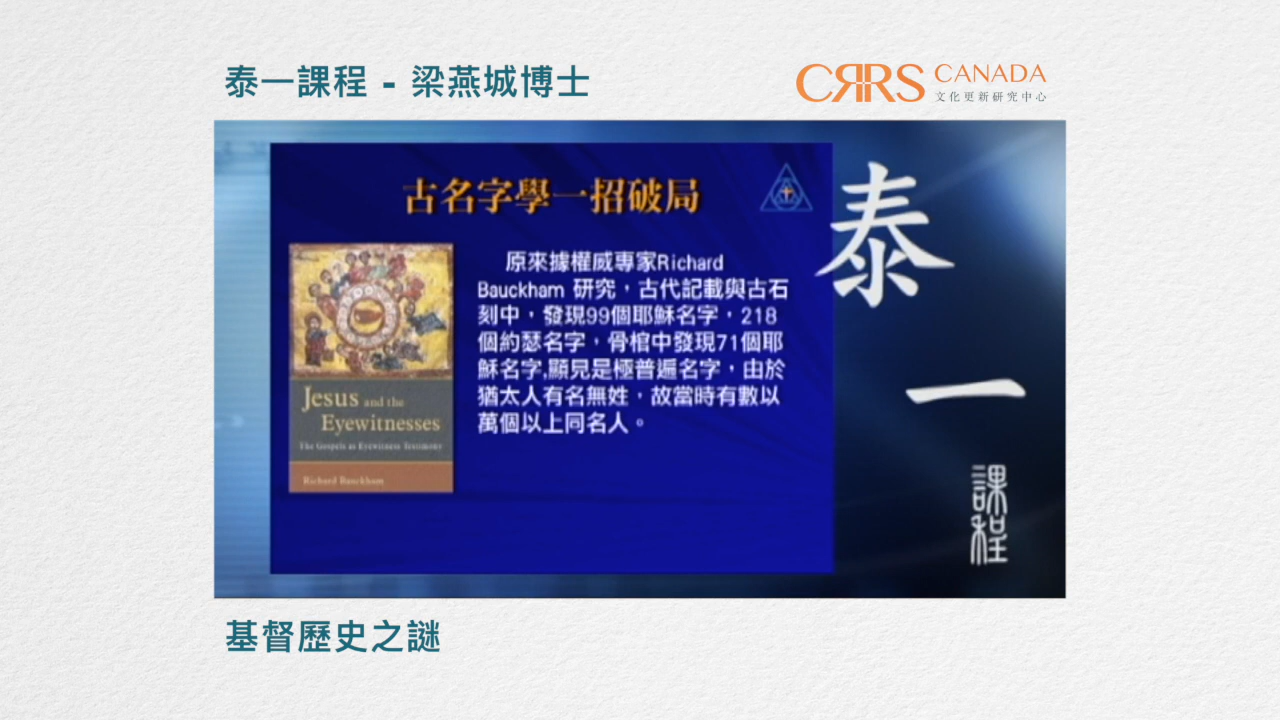 泰一課程 - 梁燕城博士
CRRS CANADA
文化更新研究中心
古名字學一招破局
原來據權威專家Richard
Bauckham 研究，古代記載與古石
刻中，發現99個耶穌名字，218
個約瑟名字，骨棺中發現71個耶
穌名字,顯見是極普遍名字，由於
猶太人有名無姓，故當時有數以
萬個以上同名人。
Jesus and the
Eyewitnesses
The Gospels as Eyewitness Testimony
Richard Bauckham
泰
一
課程
基督歷史之謎